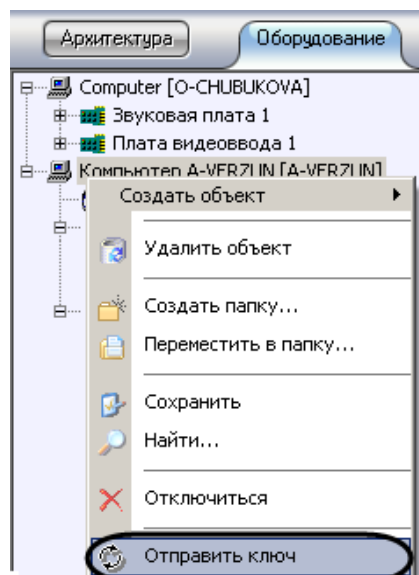 Архитектура
Оборудование
Computer [O-CHUBUKOVA]
Звуковая плата 1
Плата видеоввода 1
Компьютер A-VERZLIN [A-VERZLIN]
Создать объект
Удалить объект
Создать папку...
Переместить в папку...
Сохранить
Найти...
Отключиться
Отправить ключ